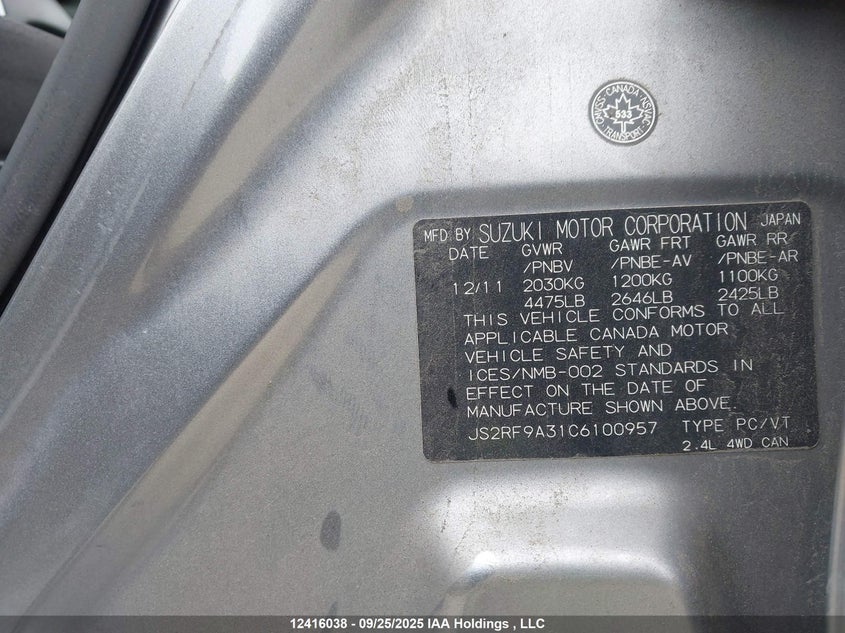 CMVSS · CANADA · NSVAC
533
TRANSPORT
MFD BY SUZUKI MOTOR CORPORATION JAPAN
DATE GVWR GAWR FRT GAWR RR
/PNBV /PNBE-AV /PNBE-AR
12/11 2030KG 1200KG 1100KG
4475LB 2646LB 2425LB
THIS VEHICLE CONFORMS TO ALL
APPLICABLE CANADA MOTOR
VEHICLE SAFETY AND
ICES/NMB-002 STANDARDS IN
EFFECT ON THE DATE OF
MANUFACTURE SHOWN ABOVE.
JS2RF9A31C6100957 TYPE PC/VT
2.4L 4WD CAN
12416038 - 09/25/2025 IAA Holdings , LLC